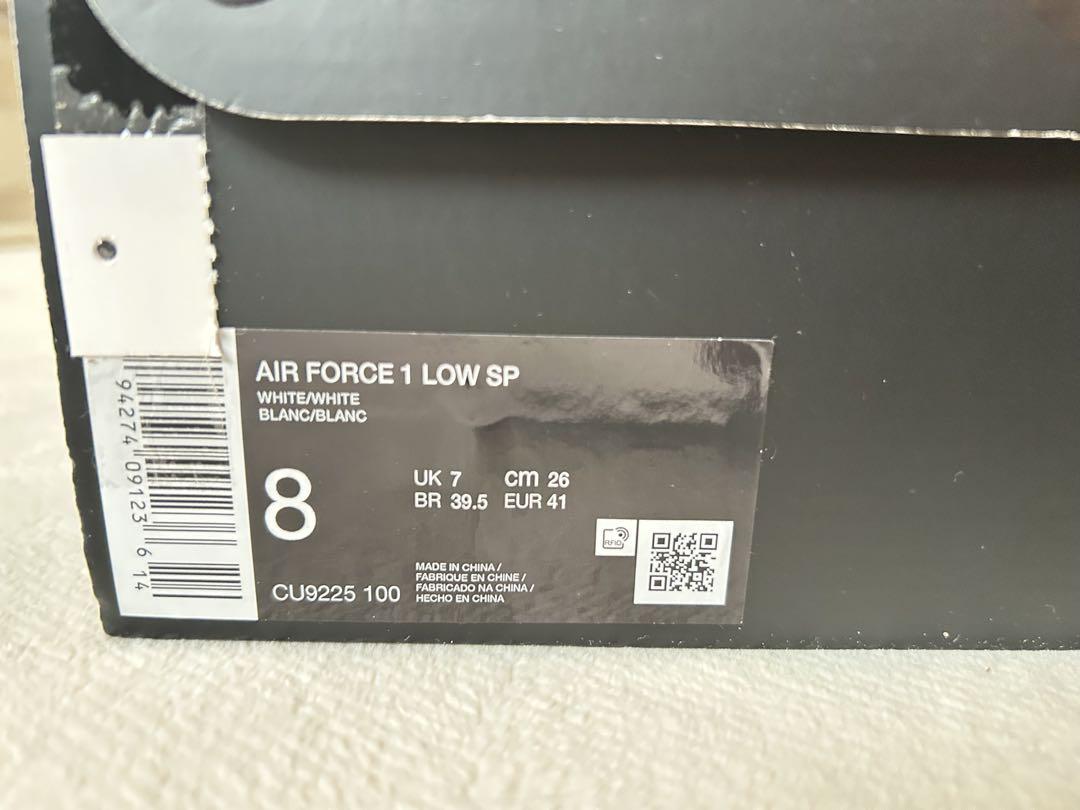 AIR FORCE 1 LOW SP
WHITE/WHITE
BLANC/BLANC
8
UK 7 cm 26
BR 39.5 EUR 41
RFID
MADE IN CHINA /
FABRIQUE EN CHINE /
FABRICADO NA CHINA /
HECHO EN CHINA
CU9225 100
94274 09123 6 14